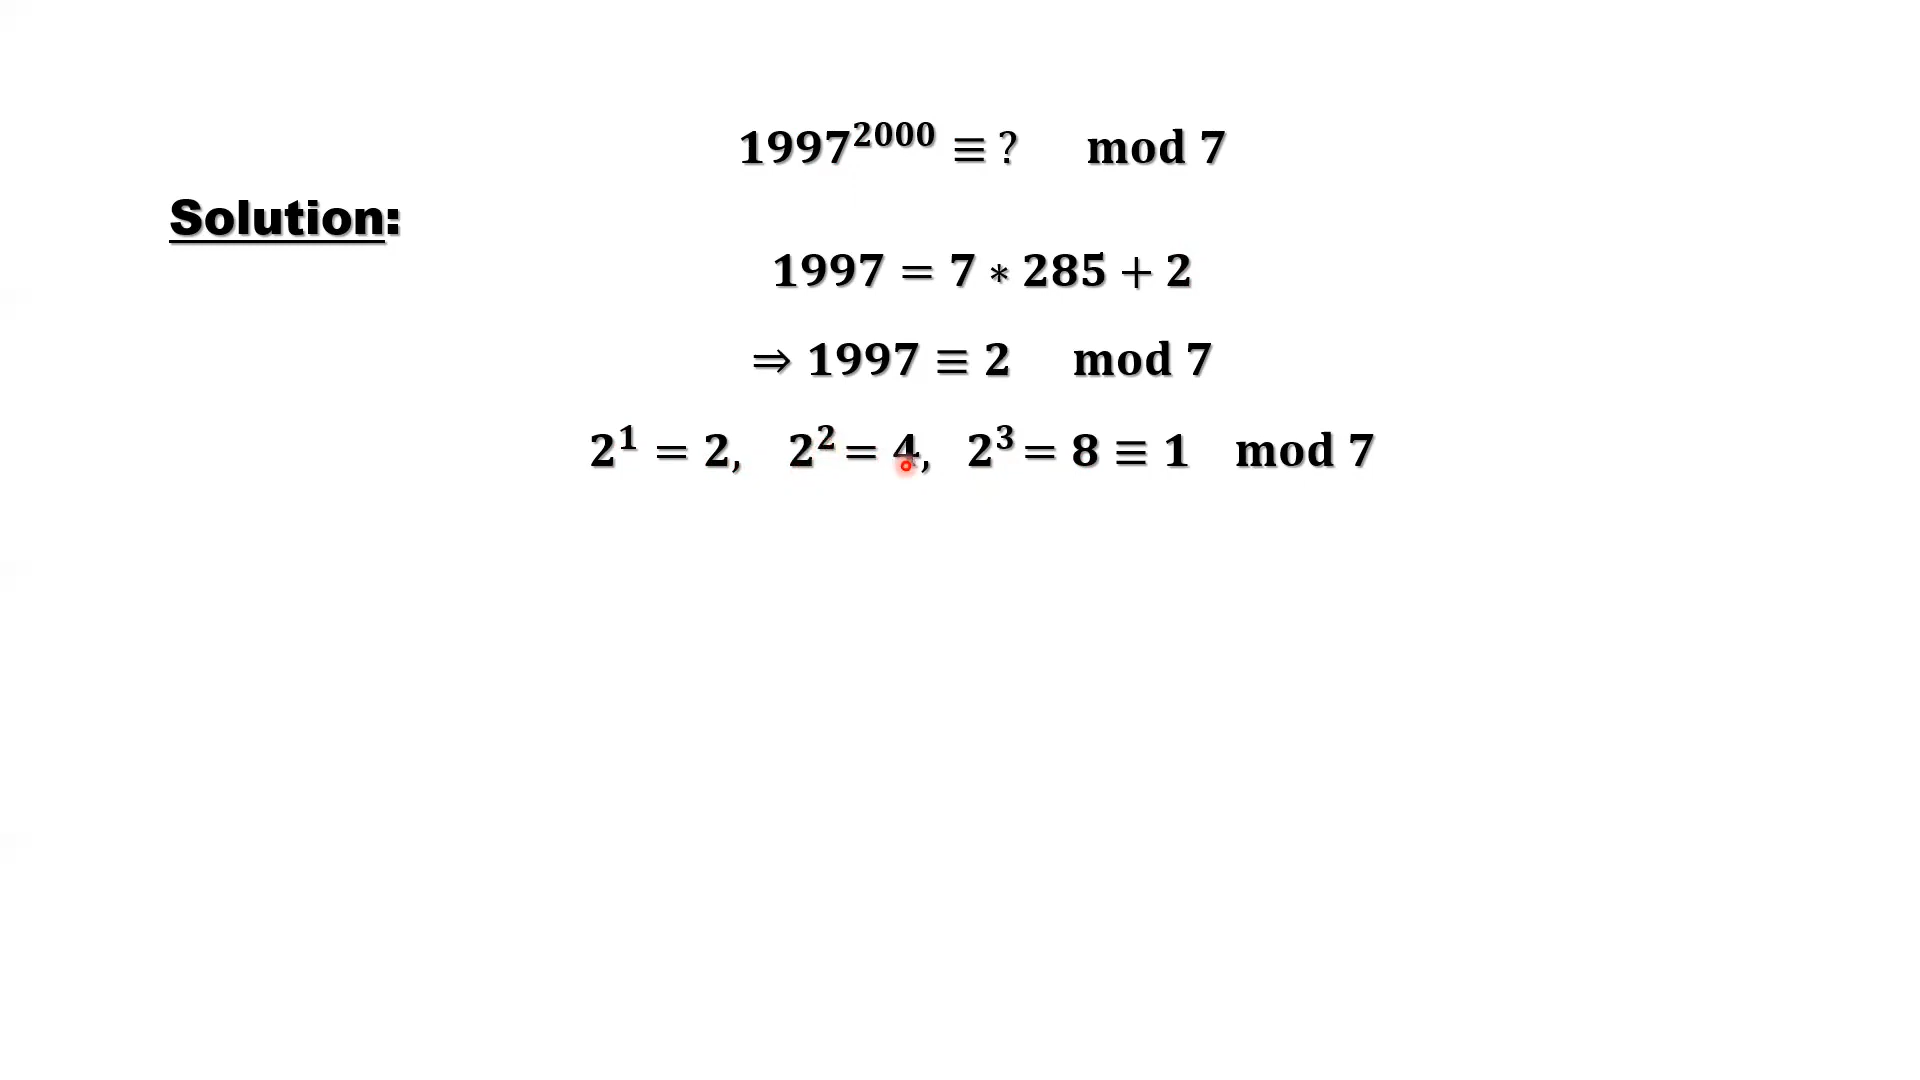 1997²⁰⁰⁰ ≡ ? mod 7
Solution:
1997 = 7 ∗ 285 + 2
⇒ 1997 ≡ 2 mod 7
2¹ = 2, 2² = 4, 2³ = 8 ≡ 1 mod 7